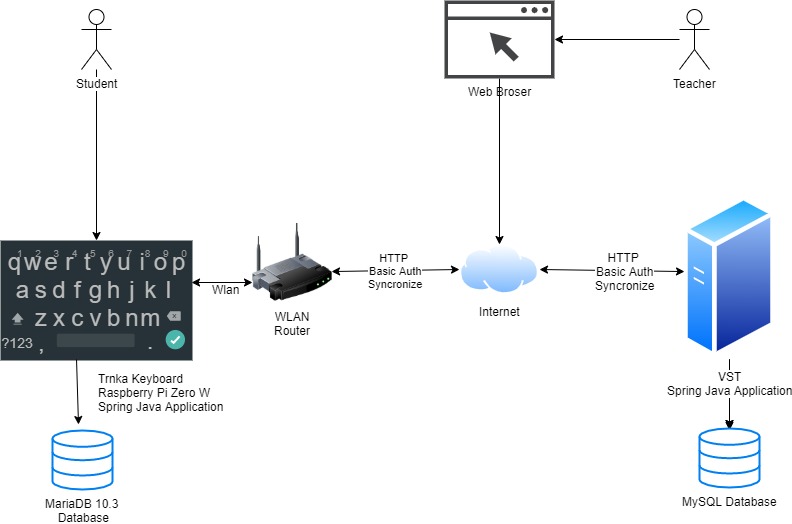 Student
Web Broser
Teacher
1 2 3 4 5 6 7 8 9 0
q w e r t y u i o p
a s d f g h j k l
z x c v b n m
?123 , .
Wlan
WLAN
Router
HTTP
Basic Auth
Syncronize
Internet
HTTP
Basic Auth
Syncronize
Trnka Keyboard
Raspberry Pi Zero W
Spring Java Application
VST
Spring Java Application
MariaDB 10.3
Database
MySQL Database